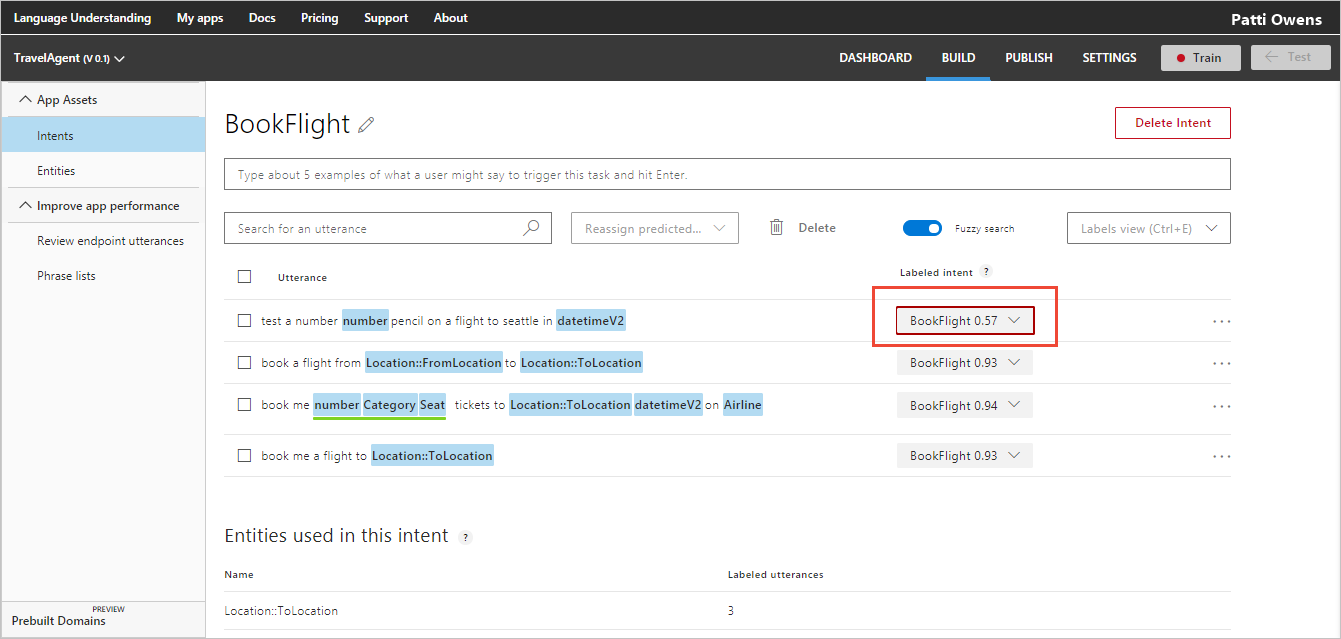 Language Understanding My apps Docs Pricing Support About Patti Owens
TravelAgent (V 0.1) DASHBOARD BUILD PUBLISH SETTINGS Train Test
App Assets
Intents
Entities
Improve app performance
Review endpoint utterances
Phrase lists
PREVIEW
Prebuilt Domains
BookFlight Delete Intent
Type about 5 examples of what a user might say to trigger this task and hit Enter.
Search for an utterance Reassign predicted... Delete Fuzzy search Labels view (Ctrl+E)
Utterance Labeled intent ?
test a number number pencil on a flight to seattle in datetimeV2 BookFlight 0.57 ...
book a flight from Location::FromLocation to Location::ToLocation BookFlight 0.93 ...
book me number Category Seat tickets to Location::ToLocation datetimeV2 on Airline BookFlight 0.94 ...
book me a flight to Location::ToLocation BookFlight 0.93 ...
Entities used in this intent ?
Name Labeled utterances
Location::ToLocation 3